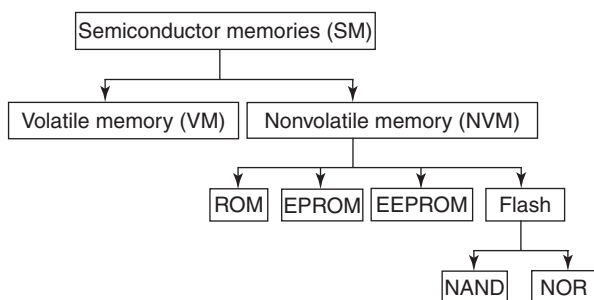 Semiconductor memories (SM)
Volatile memory (VM)
Nonvolatile memory (NVM)
ROM
EPROM
EEPROM
Flash
NAND
NOR